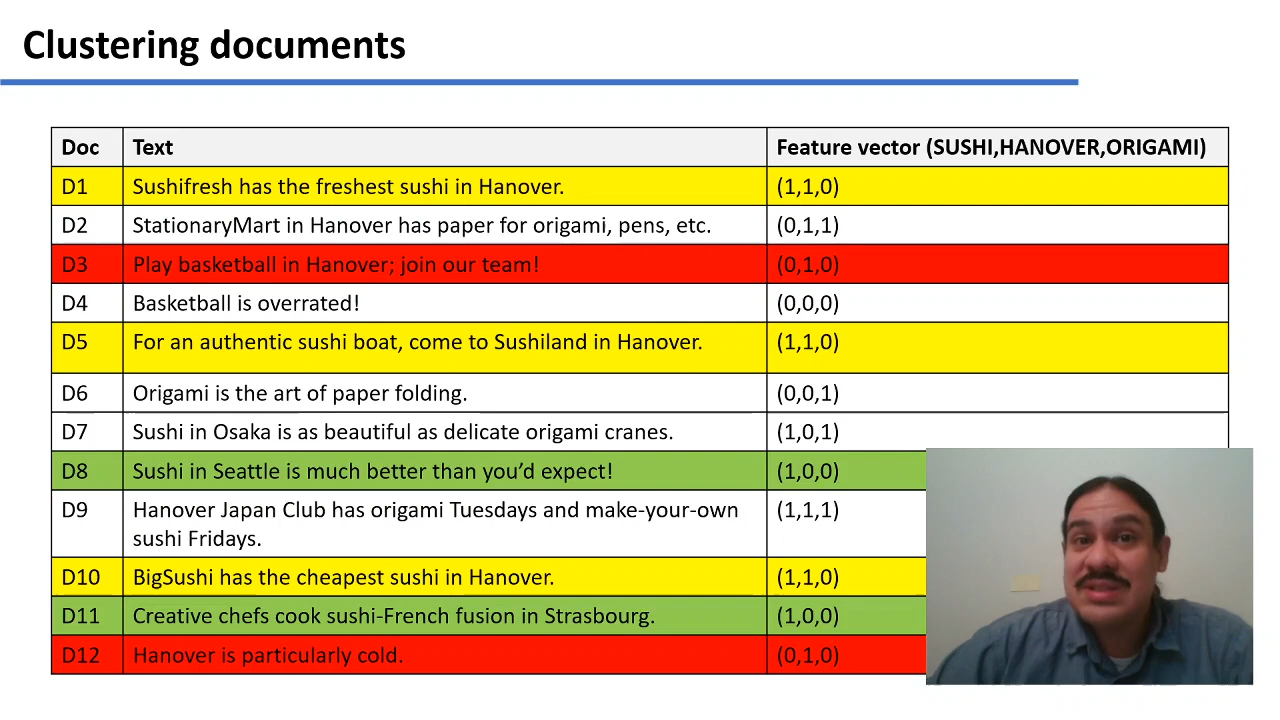 Clustering documents
Doc Text Feature vector (SUSHI,HANOVER,ORIGAMI)
D1 Sushifresh has the freshest sushi in Hanover. (1,1,0)
D2 StationaryMart in Hanover has paper for origami, pens, etc. (0,1,1)
D3 Play basketball in Hanover; join our team! (0,1,0)
D4 Basketball is overrated! (0,0,0)
D5 For an authentic sushi boat, come to Sushiland in Hanover. (1,1,0)
D6 Origami is the art of paper folding. (0,0,1)
D7 Sushi in Osaka is as beautiful as delicate origami cranes. (1,0,1)
D8 Sushi in Seattle is much better than you’d expect! (1,0,0)
D9 Hanover Japan Club has origami Tuesdays and make-your-own (1,1,1)
sushi Fridays.
D10 BigSushi has the cheapest sushi in Hanover. (1,1,0)
D11 Creative chefs cook sushi-French fusion in Strasbourg. (1,0,0)
D12 Hanover is particularly cold. (0,1,0)